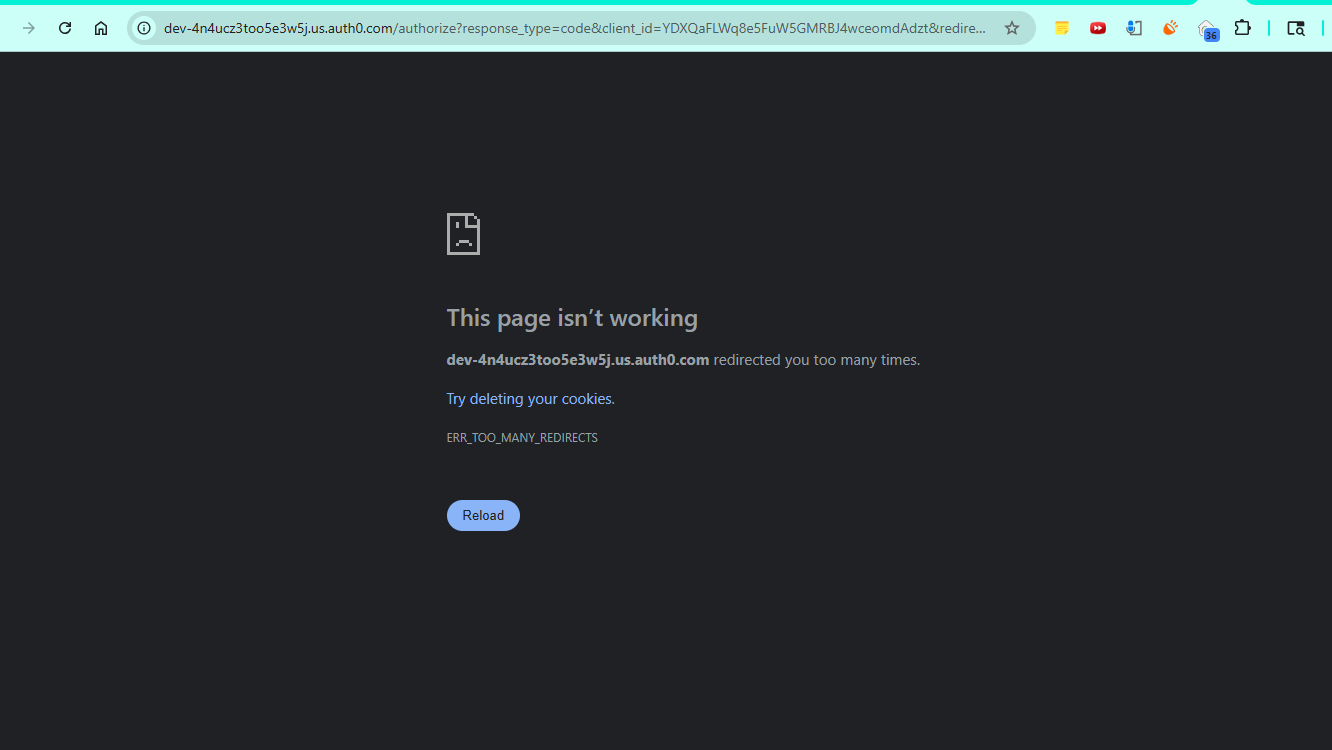 dev-4n4ucz3too5e3w5j.us.auth0.com/authorize?response_type=code&client_id=YDXQaFLWq8e5FuW5GMRBJ4wceomdAdzt&redire...
36
This page isn’t working
dev-4n4ucz3too5e3w5j.us.auth0.com redirected you too many times.
Try deleting your cookies.
ERR_TOO_MANY_REDIRECTS
Reload